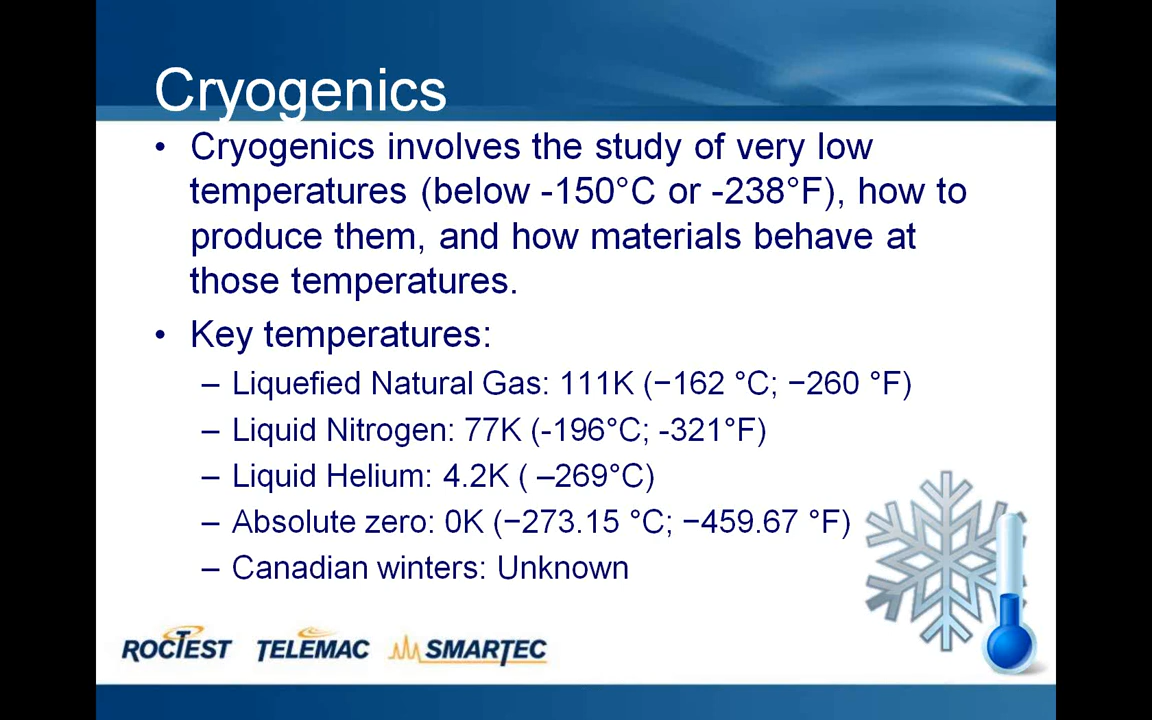 Cryogenics
• Cryogenics involves the study of very low
temperatures (below -150°C or -238°F), how to
produce them, and how materials behave at
those temperatures.
• Key temperatures:
– Liquefied Natural Gas: 111K (−162 °C; −260 °F)
– Liquid Nitrogen: 77K (-196°C; -321°F)
– Liquid Helium: 4.2K ( –269°C)
– Absolute zero: 0K (−273.15 °C; −459.67 °F)
– Canadian winters: Unknown
ROCTEST TELEMAC SMARTEC